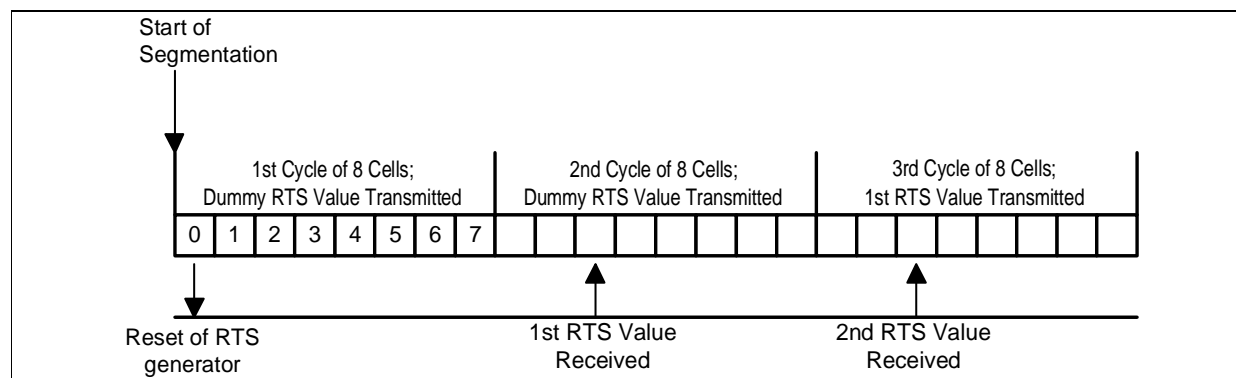 Start of
Segmentation
1st Cycle of 8 Cells;
Dummy RTS Value Transmitted
2nd Cycle of 8 Cells;
Dummy RTS Value Transmitted
3rd Cycle of 8 Cells;
1st RTS Value Transmitted
0 1 2 3 4 5 6 7
Reset of RTS
generator
1st RTS Value
Received
2nd RTS Value
Received